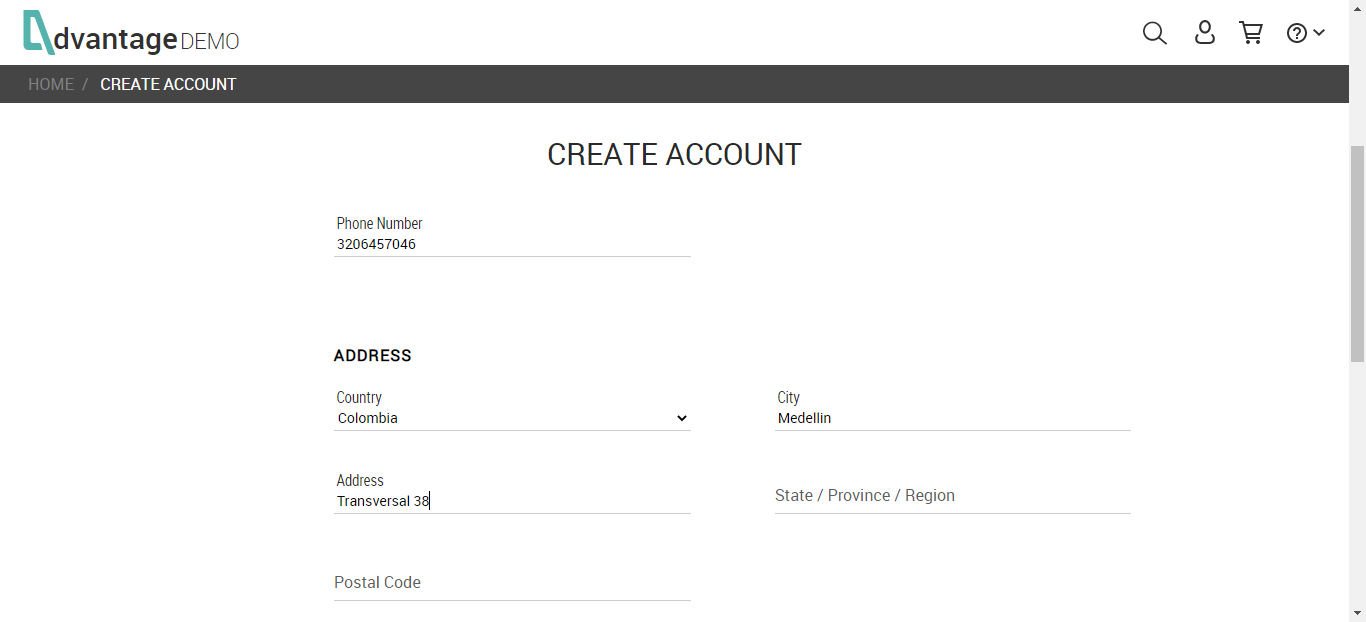 dvantage DEMO
HOME / CREATE ACCOUNT
CREATE ACCOUNT
Phone Number
3206457046
ADDRESS
Country
Colombia
City
Medellin
Address
Transversal 38
State / Province / Region
Postal Code